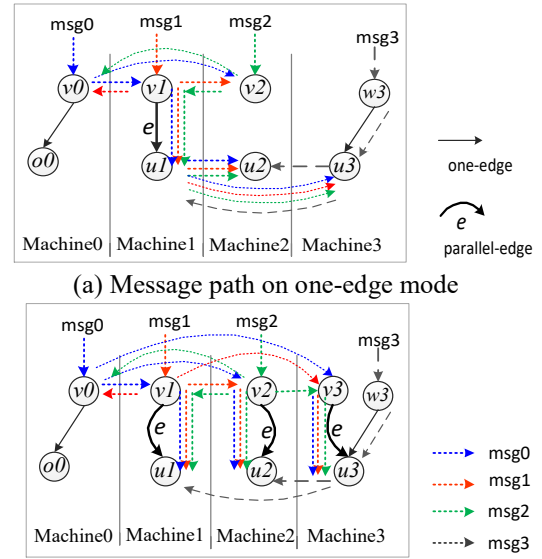 msg0 msg1 msg2 msg3
v0 v1 v2 w3
e
o0 u1 u2 u3
one-edge
e
parallel-edge
Machine0 Machine1 Machine2 Machine3
(a) Message path on one-edge mode
msg0 msg1 msg2 msg3
v0 v1 v2 v3 w3
e e e
o0 u1 u2 u3
Machine0 Machine1 Machine2 Machine3
msg0
msg1
msg2
msg3